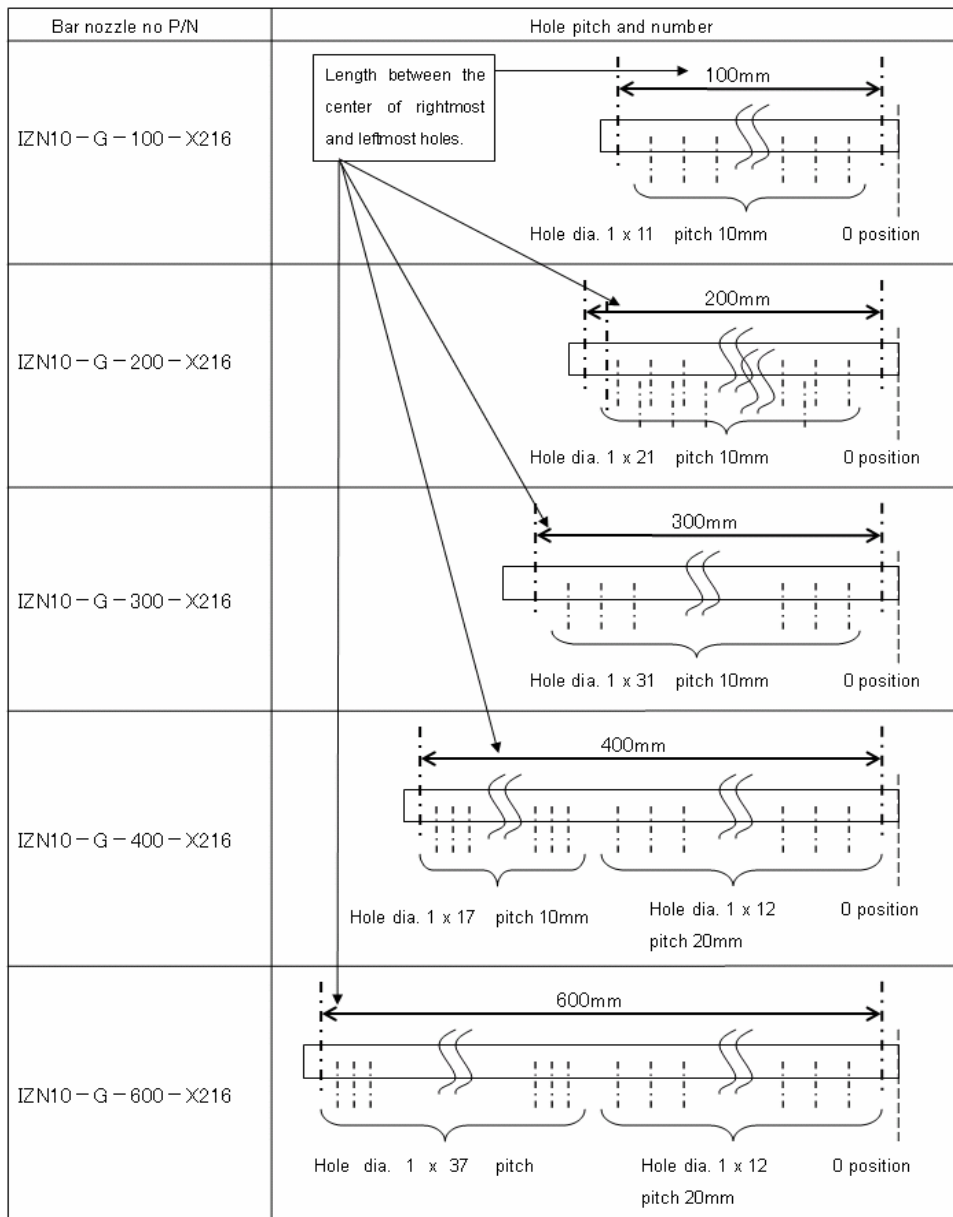 Bar nozzle no P/N
Hole pitch and number
Length between the
center of rightmost
and leftmost holes.
100mm
IZN10-G-100-X216
Hole dia. 1 x 11 pitch 10mm
0 position
200mm
IZN10-G-200-X216
Hole dia. 1 x 21 pitch 10mm
0 position
300mm
IZN10-G-300-X216
Hole dia. 1 x 31 pitch 10mm
0 position
400mm
IZN10-G-400-X216
Hole dia. 1 x 17 pitch 10mm
Hole dia. 1 x 12
pitch 20mm
0 position
600mm
IZN10-G-600-X216
Hole dia. 1 x 37 pitch
Hole dia. 1 x 12
pitch 20mm
0 position